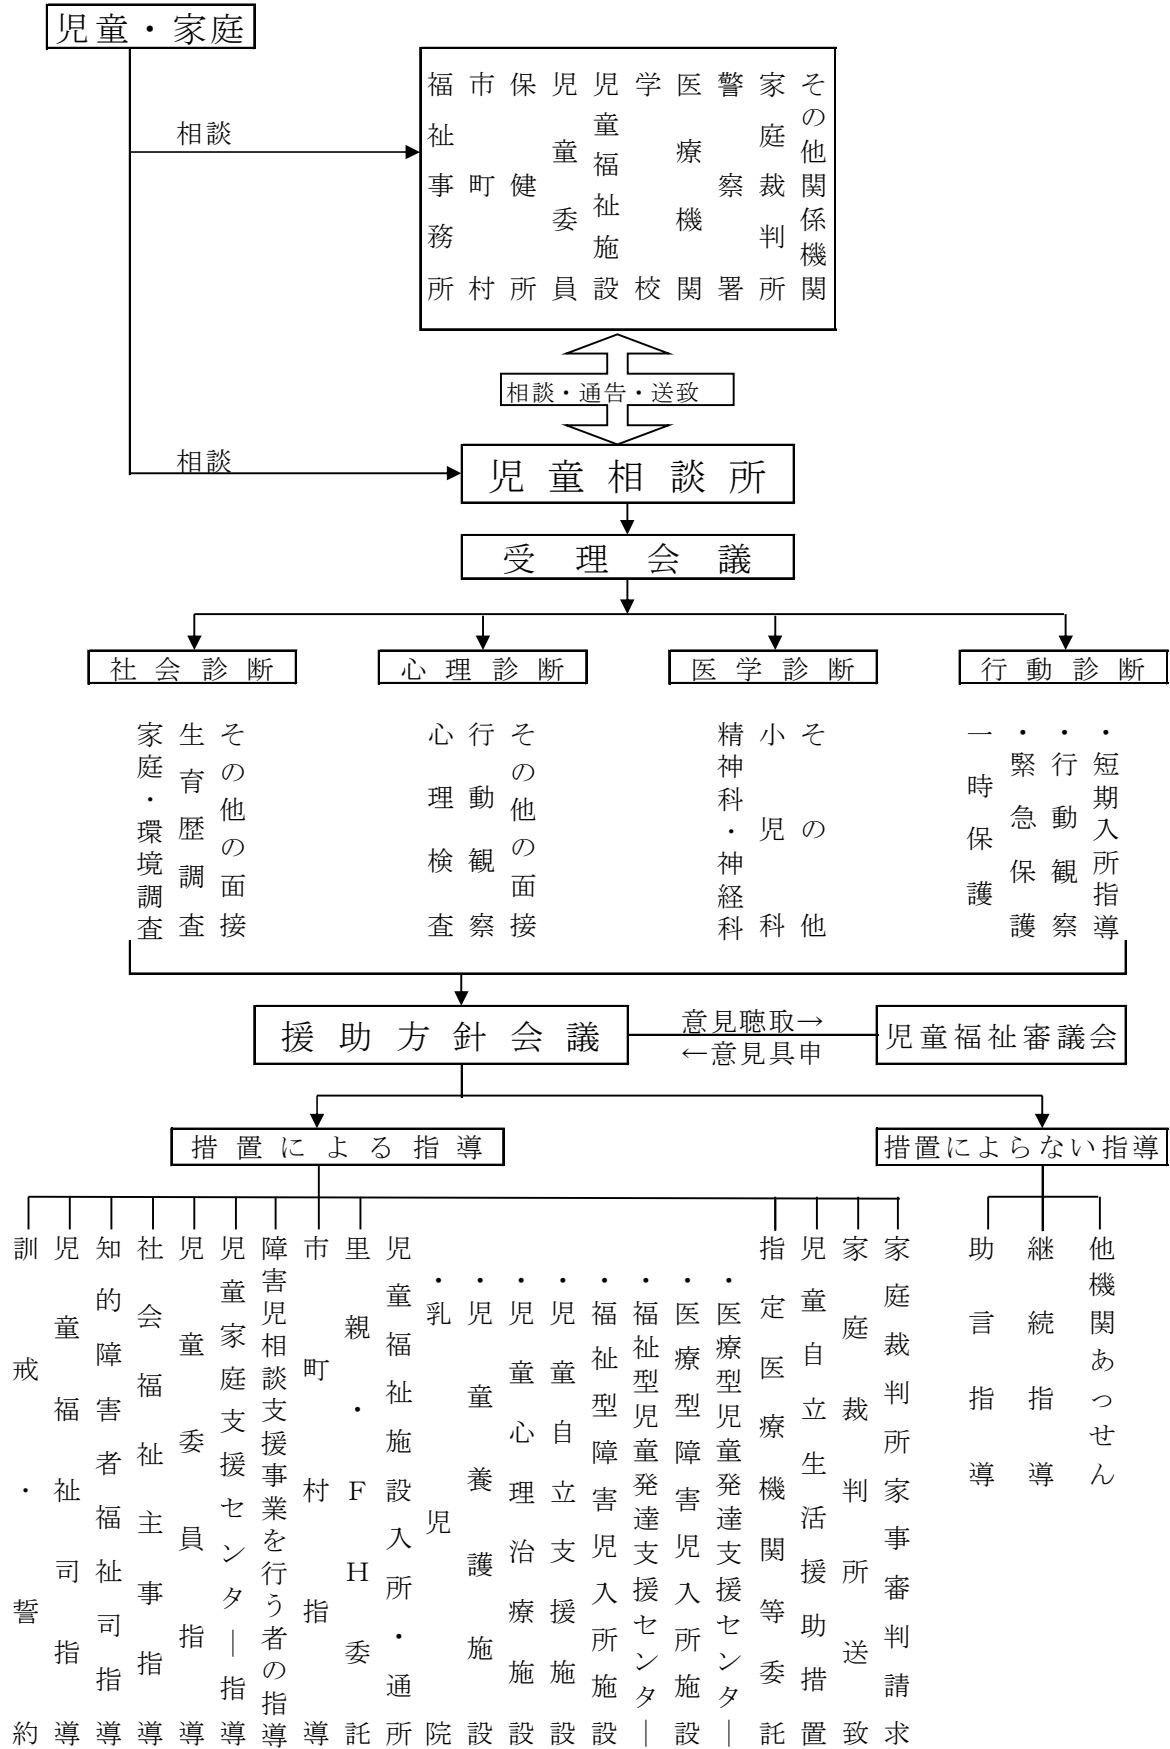 児童・家庭
相談
福祉事務所
市町村
保健所
児童委員
児童福祉施設
学校
医療機関
警察署
家庭裁判所
その他関係機関
相談・通告・送致
相談
児童相談所
受理会議
社会診断
心理診断
医学診断
行動診断
家庭・環境調査
生育歴調査
その他の面接
心理検査
行動観察
その他の面接
精神科・神経科
小児科
その他
一時保護
・緊急保護
・行動観察
・短期入所指導
援助方針会議
意見聴取→
←意見具申
児童福祉審議会
措置による指導
措置によらない指導
訓戒・誓約
児童福祉司指導
知的障害者福祉司指導
社会福祉主事指導
児童委員指導
児童家庭支援センター指導
障害児相談支援事業を行う者の指導
市町村指導
里親・FH委託
児童福祉施設入所・通所
・乳児院
・児童養護施設
・児童心理治療施設
・児童自立支援施設
・福祉型障害児入所施設
・福祉型児童発達支援センター
・医療型障害児入所施設
・医療型児童発達支援センター
指定医療機関等委託
児童自立生活援助措置
家庭裁判所送致
家庭裁判所家事審判請求
助言指導
継続指導
他機関あっせん